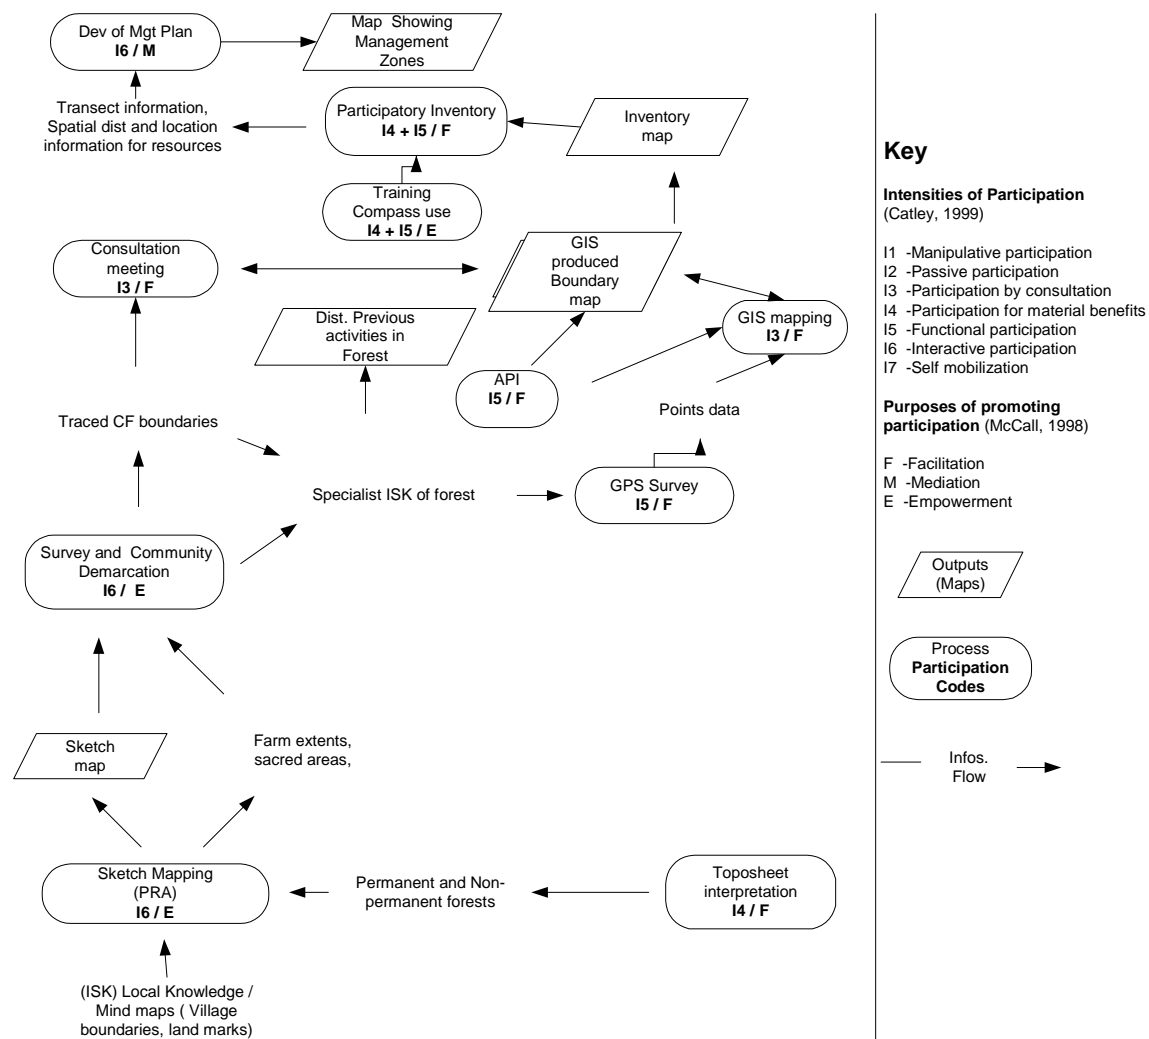 Dev of Mgt Plan
I6 / M
Map Showing
Management
Zones
Transect information,
Spatial dist and location
information for resources
Participatory Inventory
I4 + I5 / F
Inventory
map
Training
Compass use
I4 + I5 / E
Consultation
meeting
I3 / F
GIS
produced
Boundary
map
Dist. Previous
activities in
Forest
GIS mapping
I3 / F
API
I5 / F
Points data
Traced CF boundaries
Specialist ISK of forest
GPS Survey
I5 / F
Survey and Community
Demarcation
I6 / E
Sketch
map
Farm extents,
sacred areas,
Sketch Mapping
(PRA)
I6 / E
Permanent and Non-
permanent forests
Toposheet
interpretation
I4 / F
(ISK) Local Knowledge /
Mind maps ( Village
boundaries, land marks)
Key
Intensities of Participation
(Catley, 1999)
I1 -Manipulative participation
I2 -Passive participation
I3 -Participation by consultation
I4 -Participation for material benefits
I5 -Functional participation
I6 -Interactive participation
I7 -Self mobilization
Purposes of promoting
participation (McCall, 1998)
F -Facilitation
M -Mediation
E -Empowerment
Outputs
(Maps)
Process
Participation
Codes
Infos.
Flow